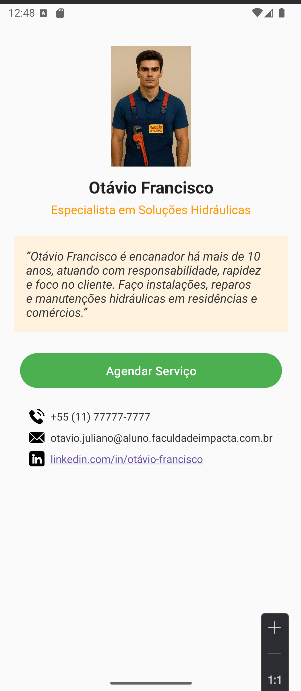 12:48
Otávio Francisco
Especialista em Soluções Hidráulicas
“Otávio Francisco é encanador há mais de 10
anos, atuando com responsabilidade, rapidez
e foco no cliente. Faço instalações, reparos
e manutenções hidráulicas em residências e
comércios.”
Agendar Serviço
+55 (11) 77777-7777
otavio.juliano@aluno.faculdadeimpacta.com.br
linkedin.com/in/otávio-francisco
1:1